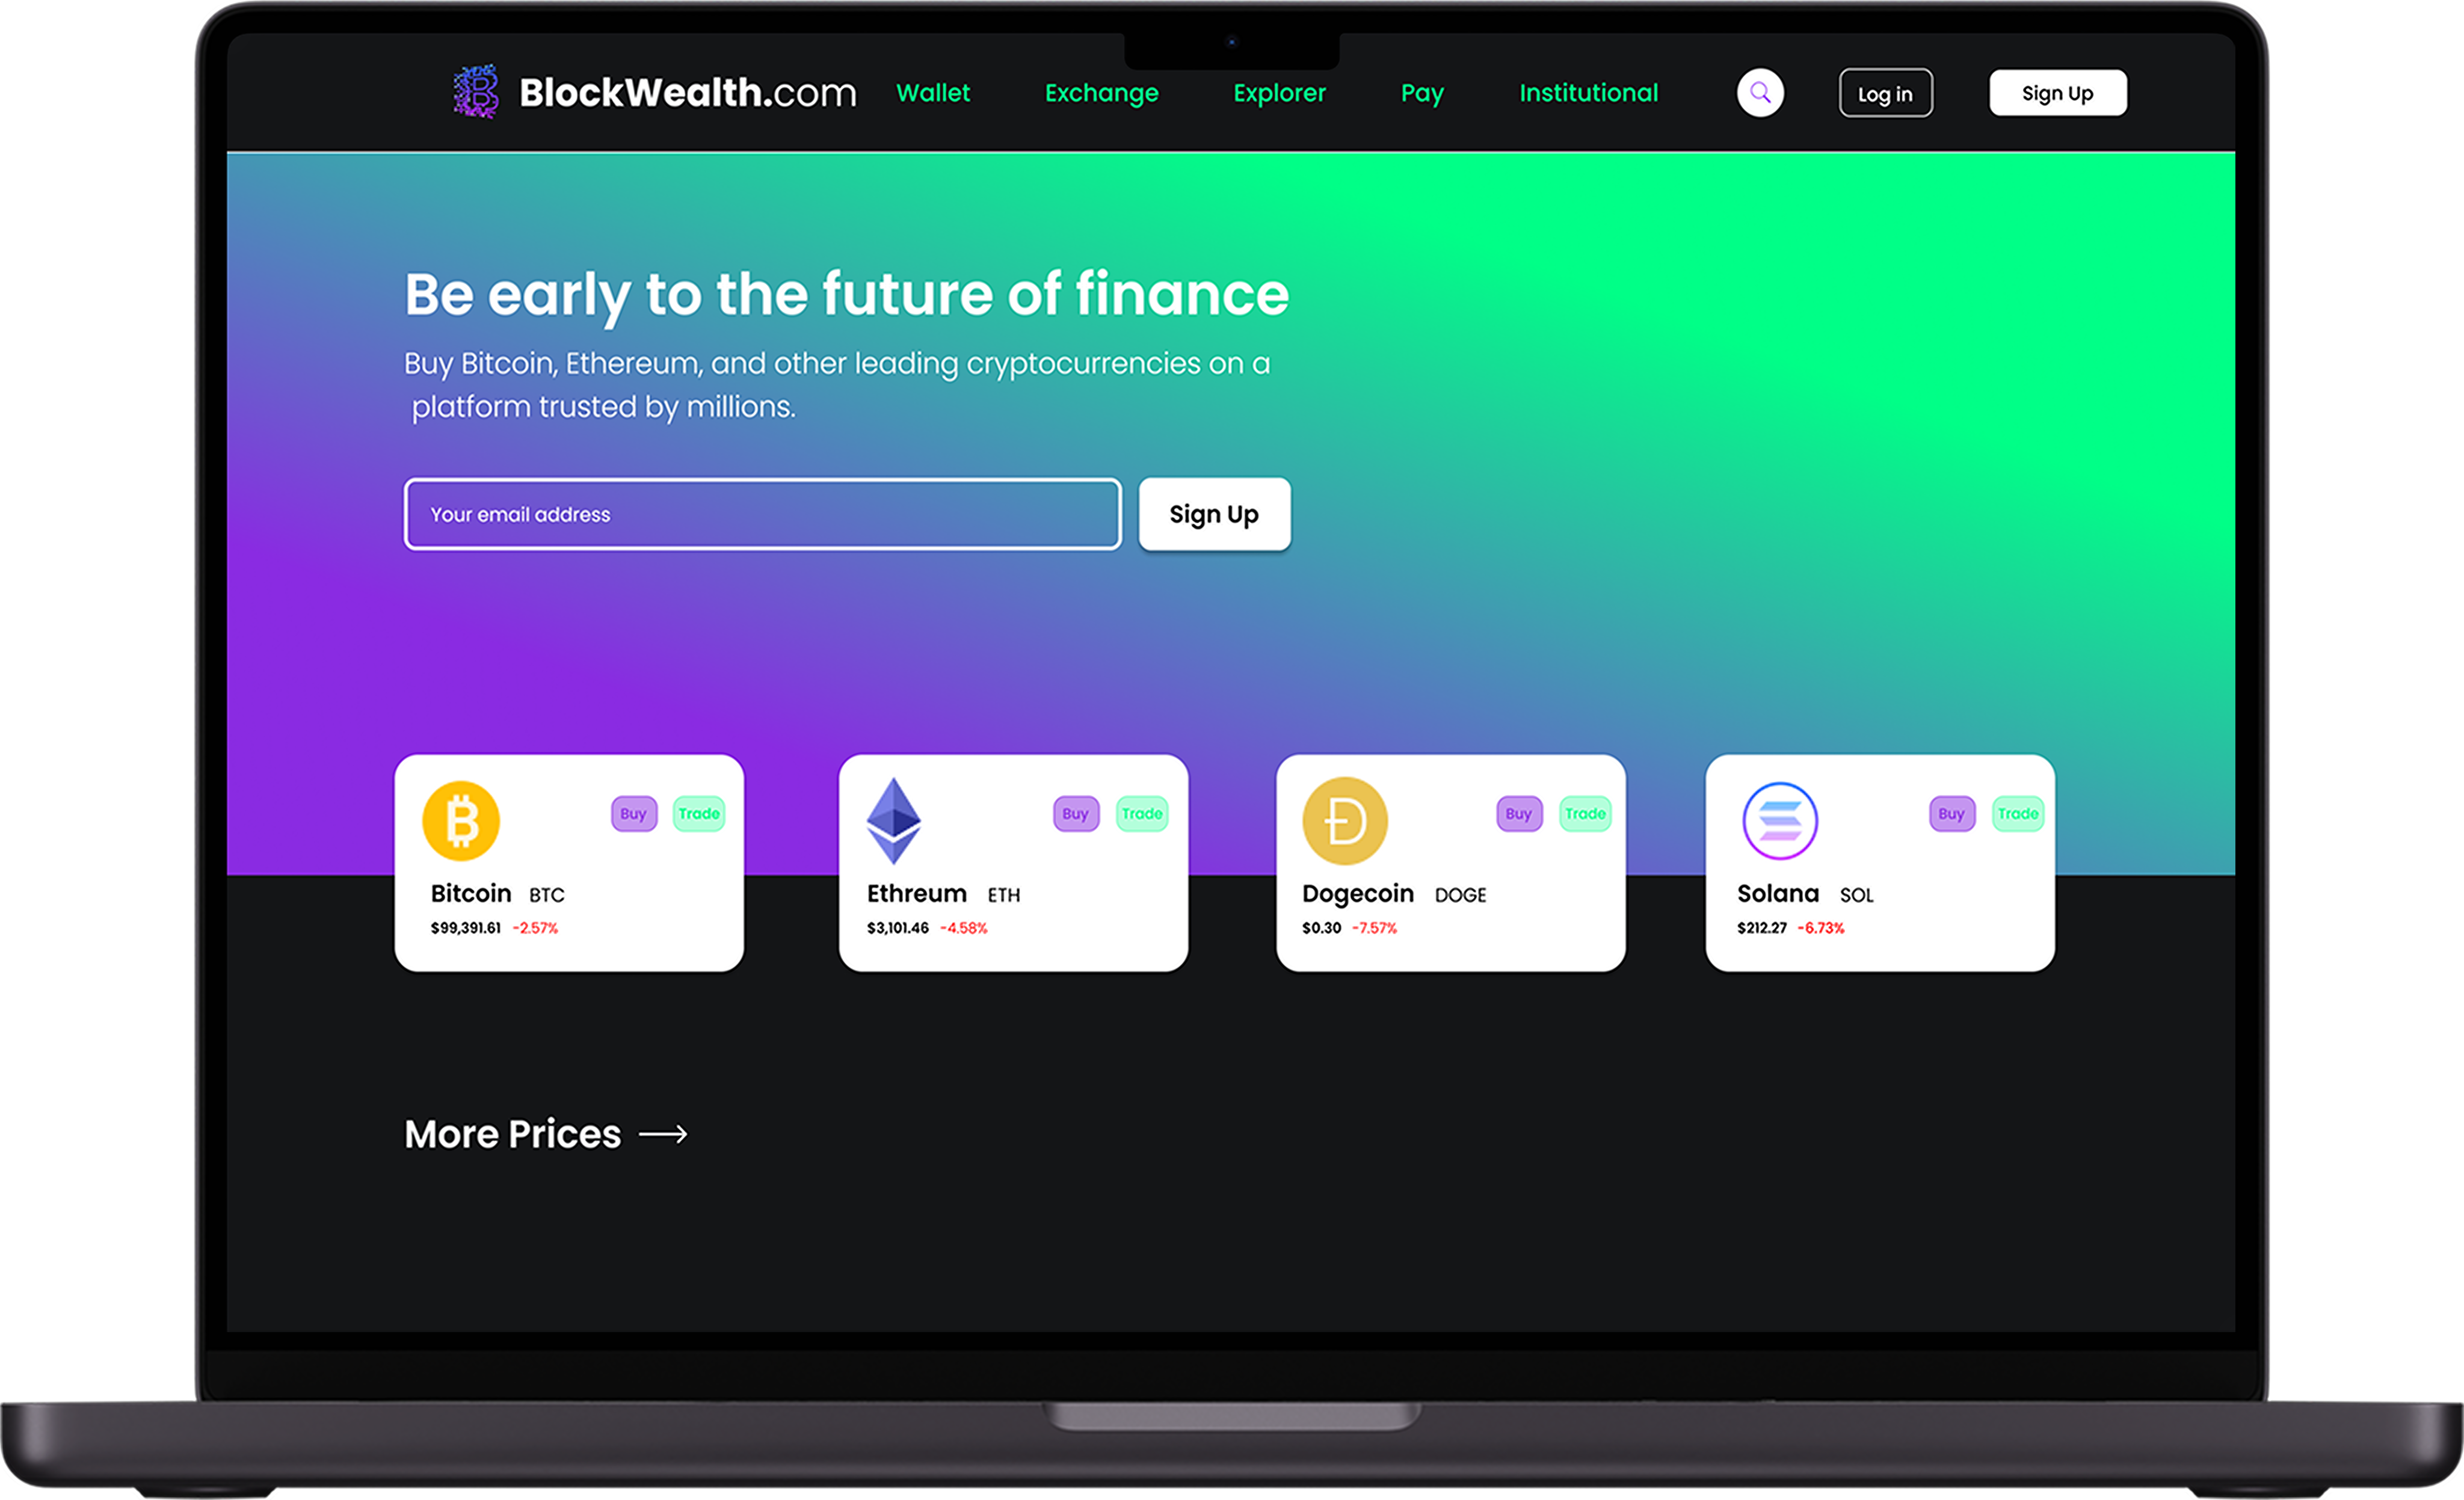 BlockWealth.com Wallet Exchange Explorer Pay Institutional Log in Sign Up
Be early to the future of finance
Buy Bitcoin, Ethereum, and other leading cryptocurrencies on a
platform trusted by millions.
Your email address Sign Up
Buy Trade Buy Trade Buy Trade Buy Trade
Bitcoin BTC Ethreum ETH Dogecoin DOGE Solana SOL
$99,391.61 -2.57% $3,101.46 -4.58% $0.30 -7.57% $212.27 -6.73%
More Prices